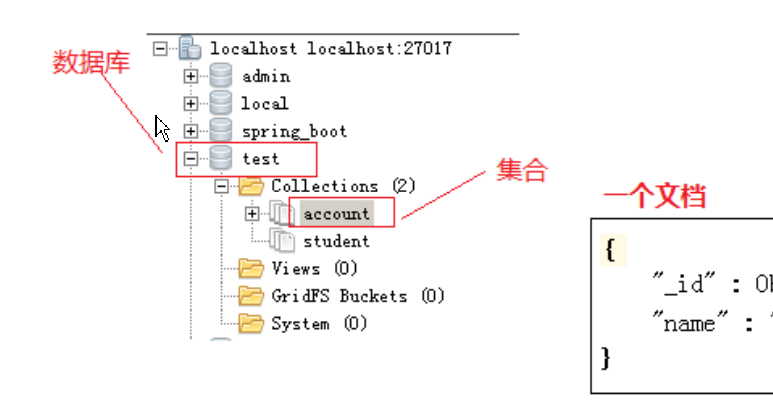 数据库
localhost localhost:27017
admin
local
spring_boot
test
Collections (2)
account
student
Views (0)
GridFS Buckets (0)
System (0)
集合
一个文档
{
"_id" : Ob
"name" : "
}